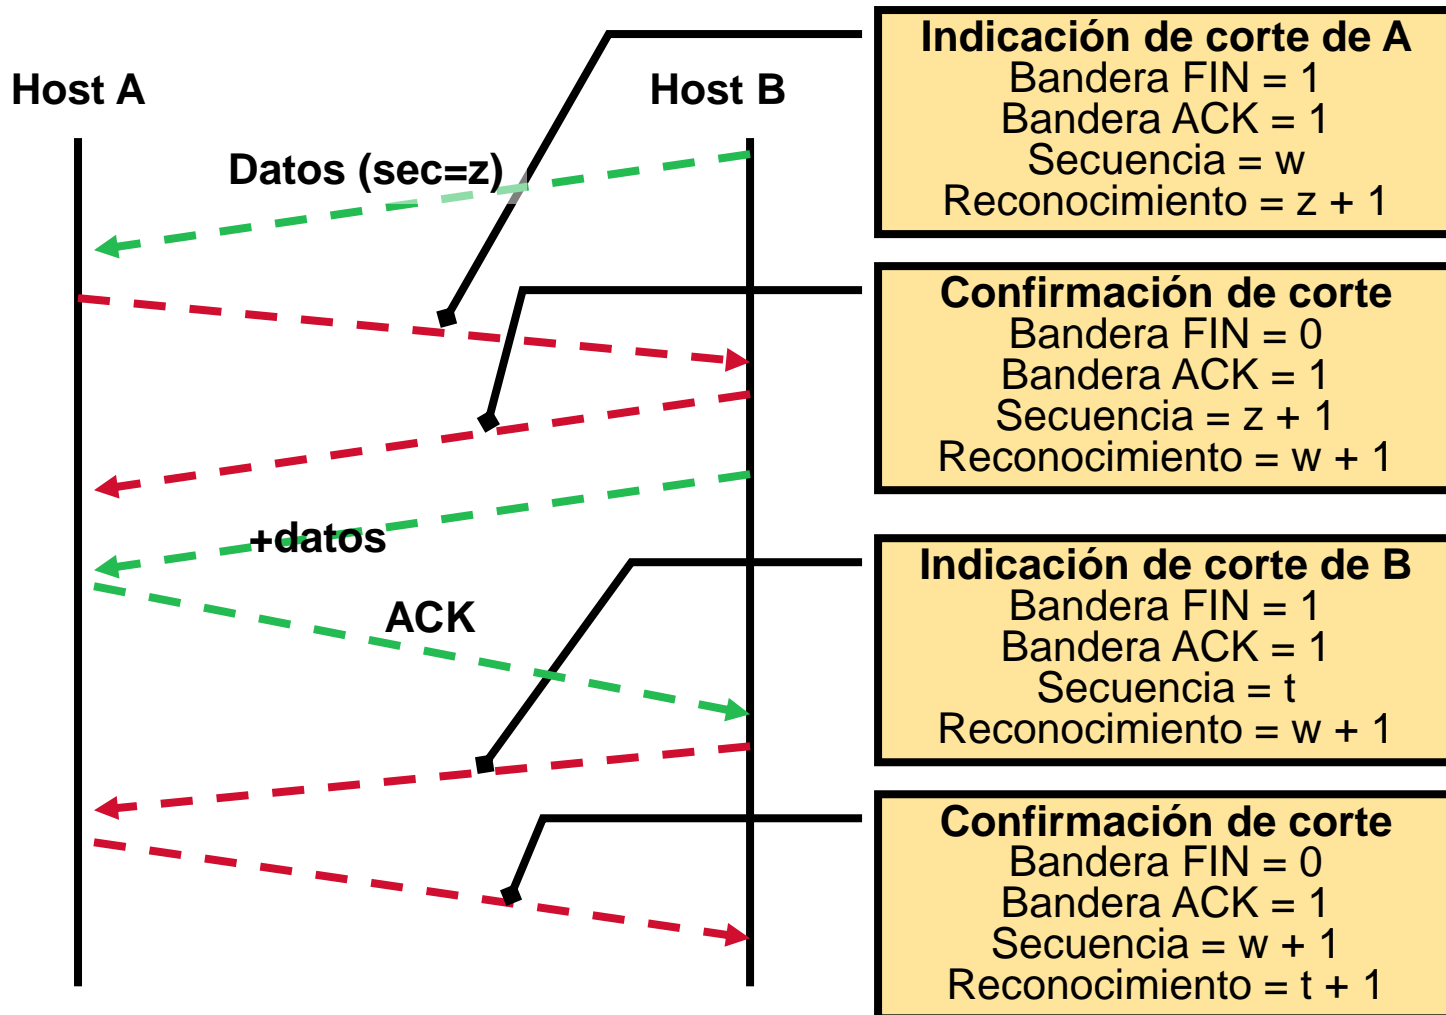 Host A
Host B
Datos (sec=z)
+datos
ACK
Indicación de corte de A
Bandera FIN = 1
Bandera ACK = 1
Secuencia = w
Reconocimiento = z + 1
Confirmación de corte
Bandera FIN = 0
Bandera ACK = 1
Secuencia = z + 1
Reconocimiento = w + 1
Indicación de corte de B
Bandera FIN = 1
Bandera ACK = 1
Secuencia = t
Reconocimiento = w + 1
Confirmación de corte
Bandera FIN = 0
Bandera ACK = 1
Secuencia = w + 1
Reconocimiento = t + 1